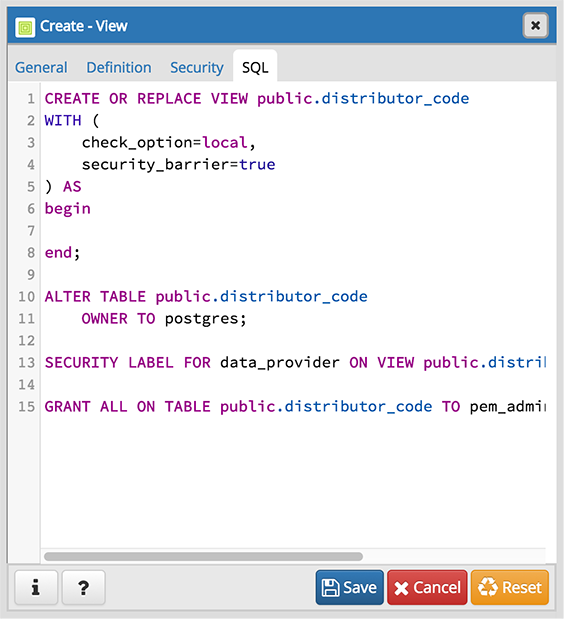 Create - View
General Definition Security SQL
1 CREATE OR REPLACE VIEW public.distributor_code
2 WITH (
3 check_option=local,
4 security_barrier=true
5 ) AS
6 begin
7
8 end;
9
10 ALTER TABLE public.distributor_code
11 OWNER TO postgres;
12
13 SECURITY LABEL FOR data_provider ON VIEW public.distri
14
15 GRANT ALL ON TABLE public.distributor_code TO pem_admi
i ? Save Cancel Reset